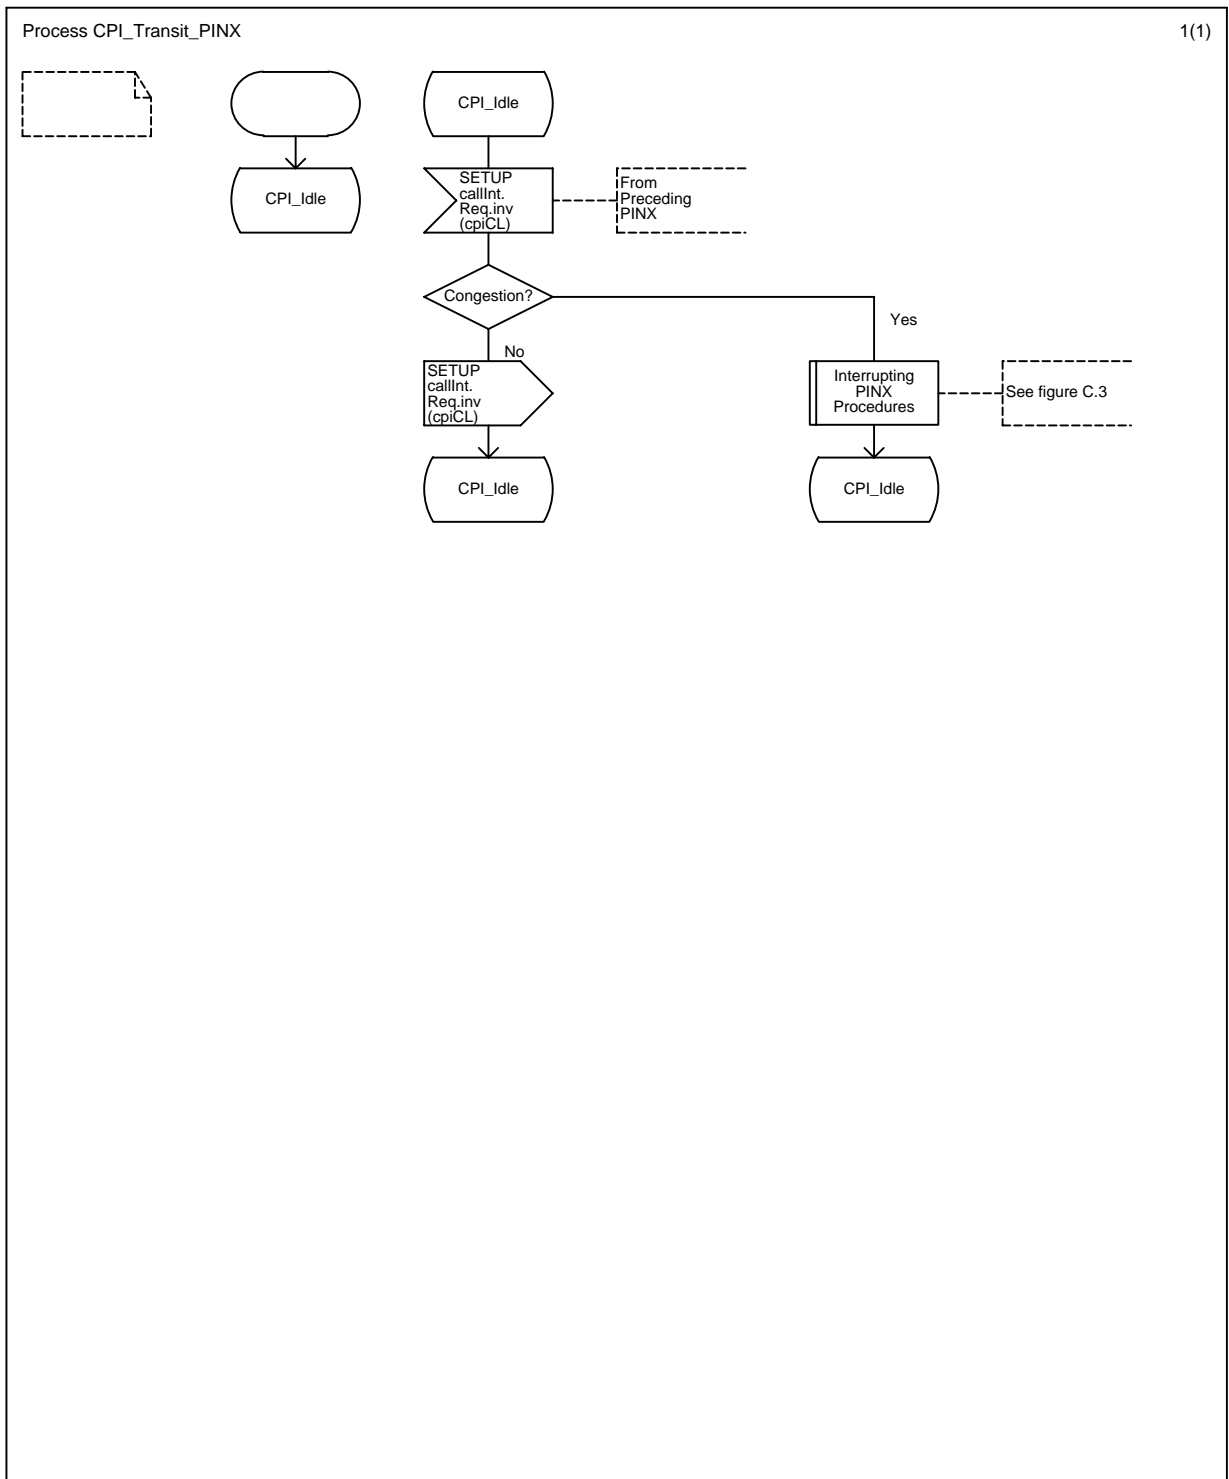 Process CPI_Transit_PINX
1(1)
CPI_Idle
CPI_Idle
SETUP
callInt.
Req.inv
(cpiCL)
From
Preceding
PINX
Congestion?
Yes
No
SETUP
callInt.
Req.inv
(cpiCL)
Interrupting
PINX
Procedures
See figure C.3
CPI_Idle
CPI_Idle